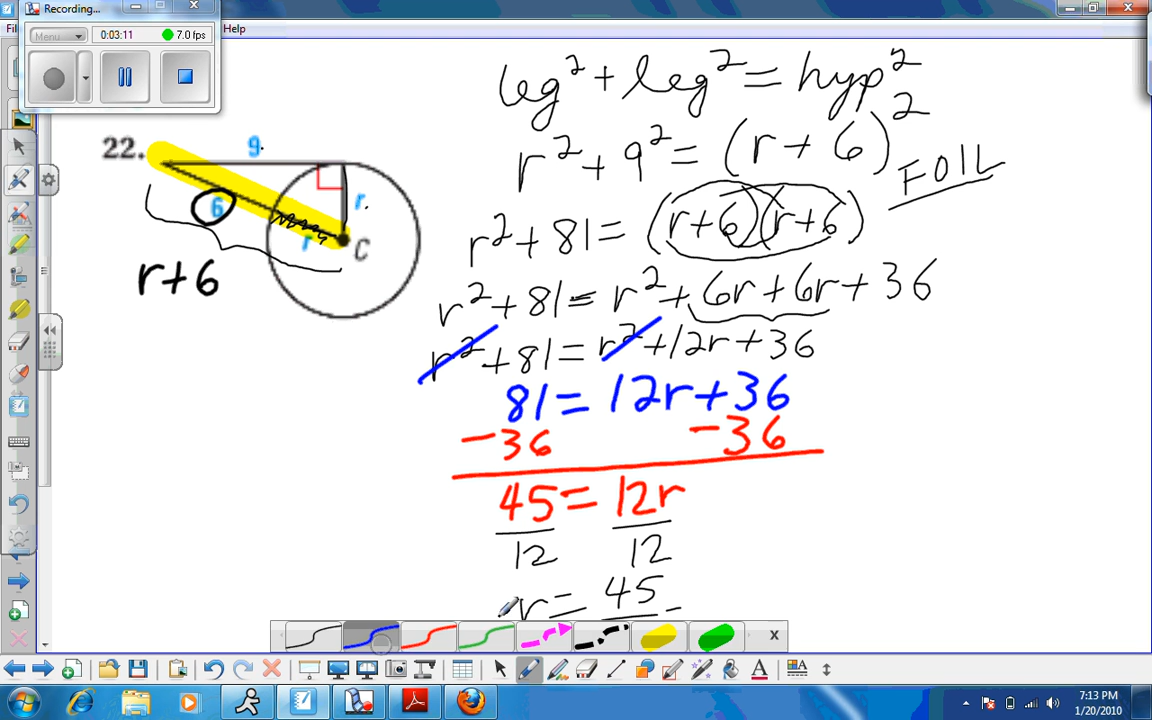 Recording...
Menu
0:03:11
7.0 fps
Help
leg² + leg² = hyp²
r² + 9² = (r + 6)²
FOIL
r² + 81 = (r+6)(r+6)
r² + 81 = r² + 6r + 6r + 36
r² + 81 = r² + 12r + 36
81 = 12r + 36
-36 -36
45 = 12r
12 12
r = 45
22.
9
r
6
r
C
r+6
x
A
7:13 PM
1/20/2010